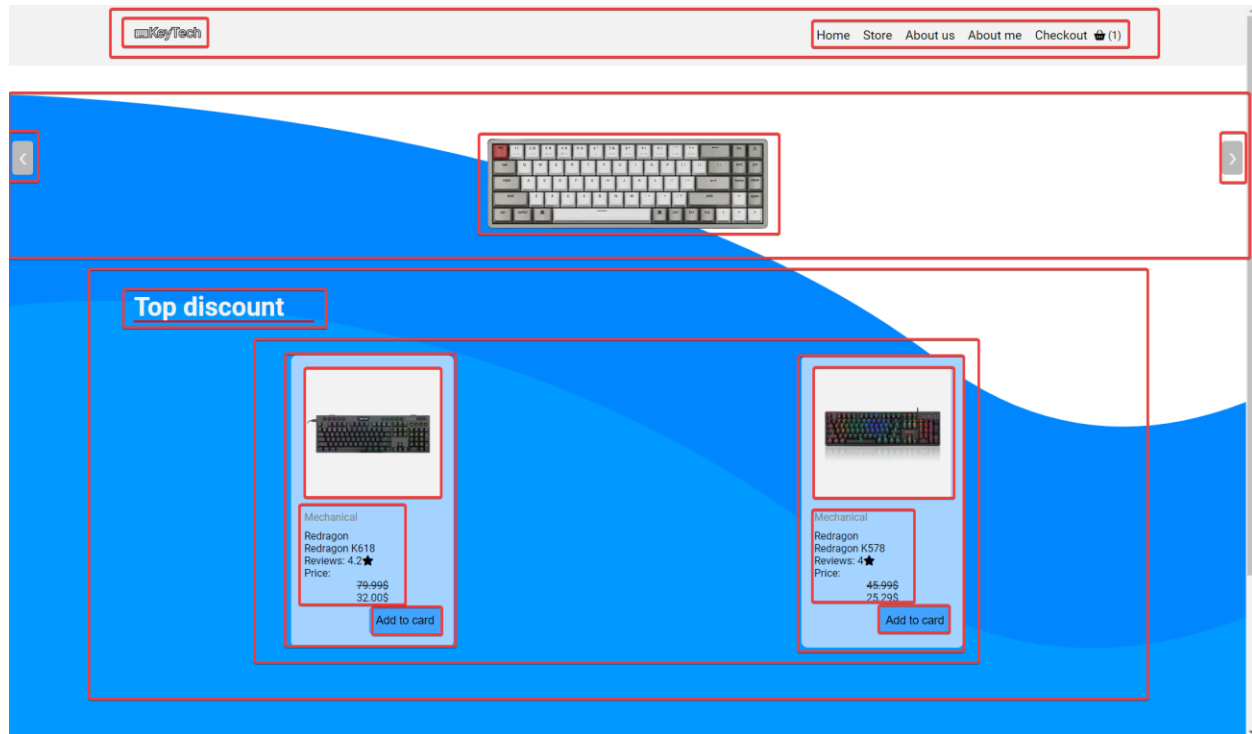 KeyTech
Home Store About us About me Checkout (1)
Top discount
Mechanical
Redragon
Redragon K618
Reviews: 4.2
Price:
79.99$
32.00$
Add to card
Mechanical
Redragon
Redragon K578
Reviews: 4
Price:
45.99$
25.29$
Add to card